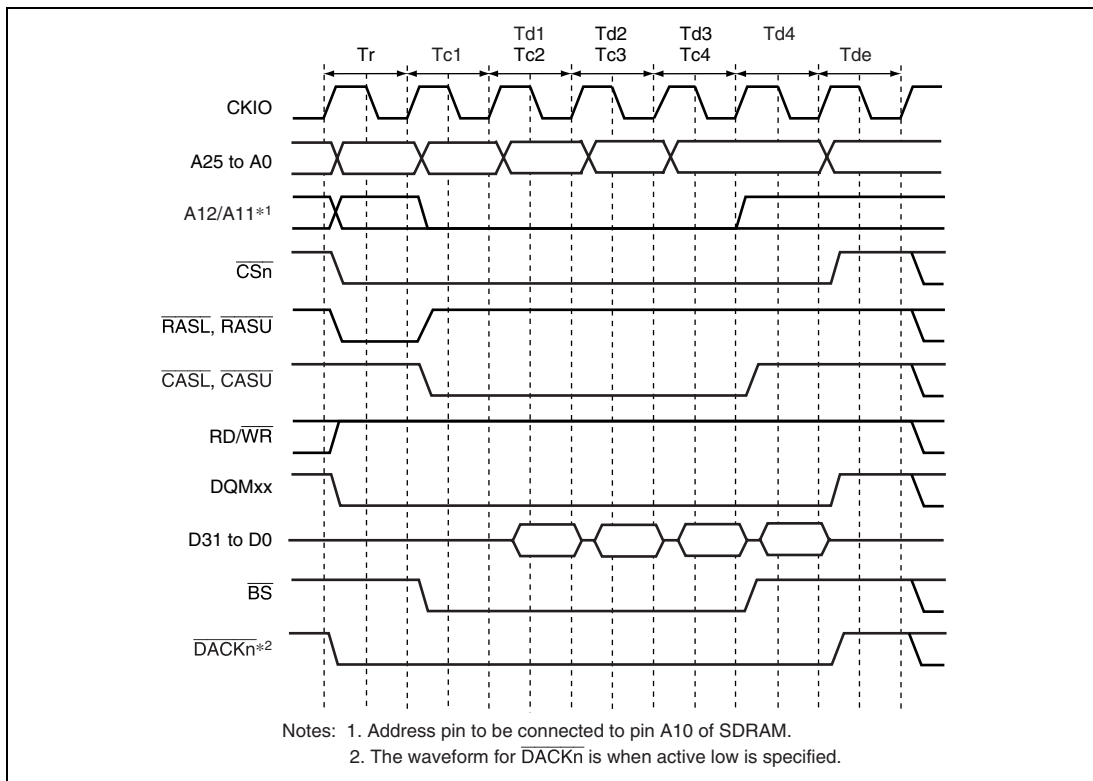 Td1 Td2 Td3 Td4
Tr Tc1 Tc2 Tc3 Tc4 Tde
CKIO
A25 to A0
A12/A11*1
CSn
RASL, RASU
CASL, CASU
RD/WR
DQMxx
D31 to D0
BS
DACKn*2
Notes: 1. Address pin to be connected to pin A10 of SDRAM.
2. The waveform for DACKn is when active low is specified.